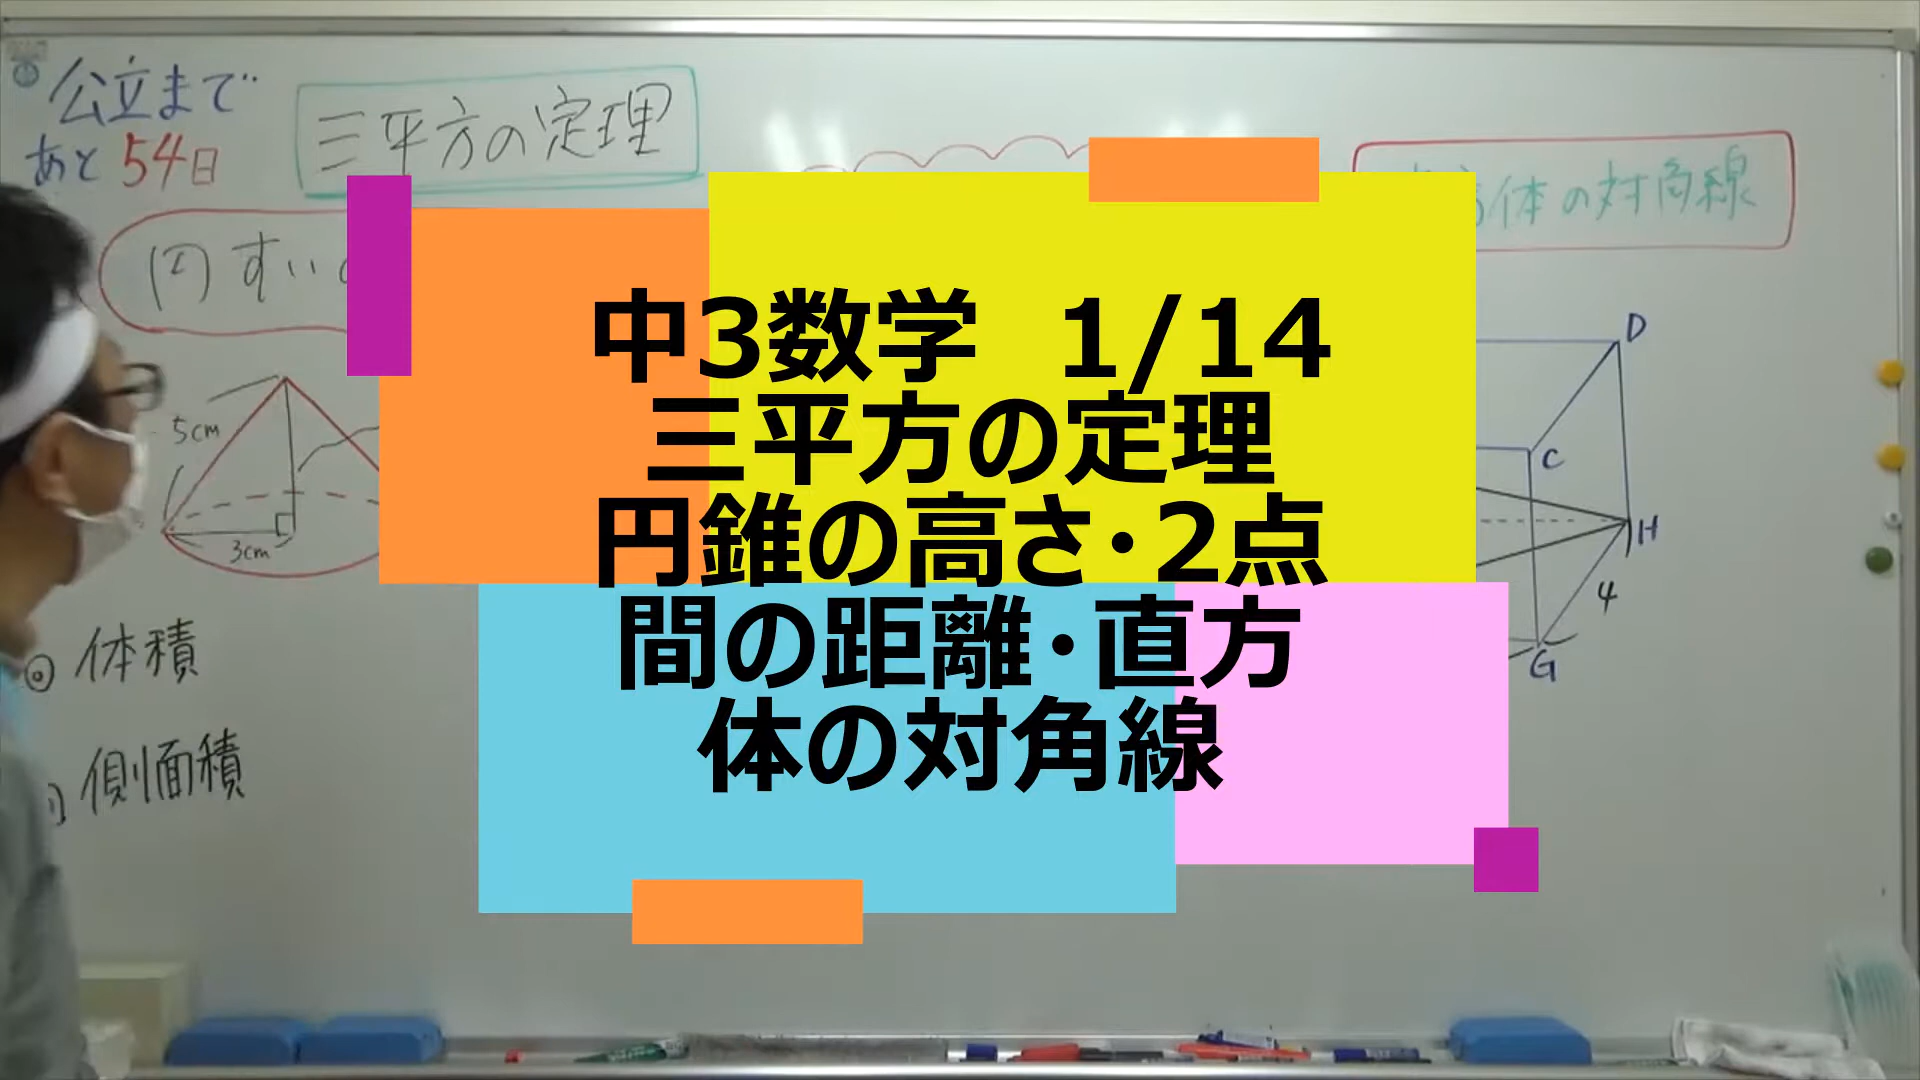 公立まで
あと54日
三平方の定理
円すい
体の対角線
中3数学 1/14
三平方の定理
円錐の高さ・2点
間の距離・直方
体の対角線
5cm
3cm
D
C
H
4
G
体積
側面積